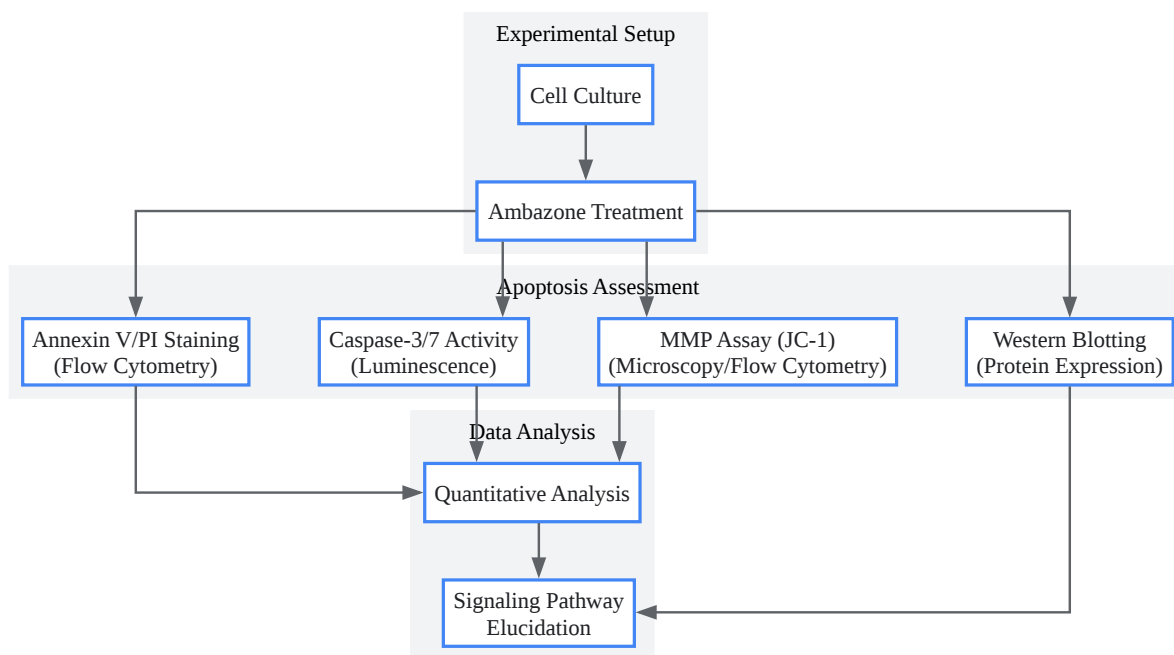 Experimental Setup
Cell Culture
Ambazone Treatment
Apoptosis Assessment
Annexin V/PI Staining
(Flow Cytometry)
Caspase-3/7 Activity
(Luminescence)
MMP Assay (JC-1)
(Microscopy/Flow Cytometry)
Western Blotting
(Protein Expression)
Data Analysis
Quantitative Analysis
Signaling Pathway
Elucidation